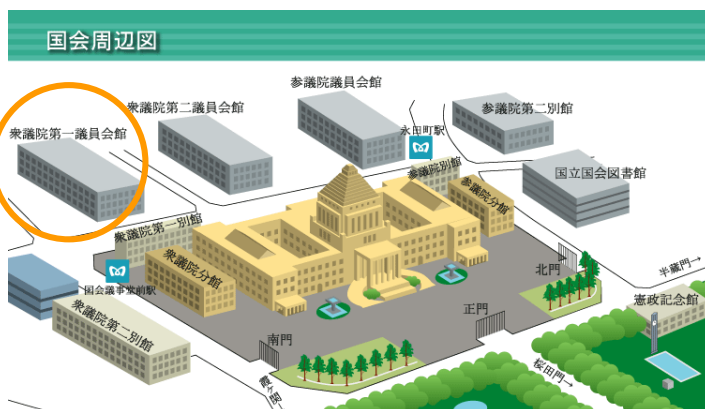 国会周辺図
参議院議員会館
衆議院第二議員会館
参議院第二別館
衆議院第一議員会館
永田町駅
参議院別館
国立国会図書館
参議院分館
衆議院第一別館
衆議院分館
北門
半蔵門→
国会議事堂前駅
憲政記念館
正門
衆議院第二別館
南門
桜田門→
霞ヶ関